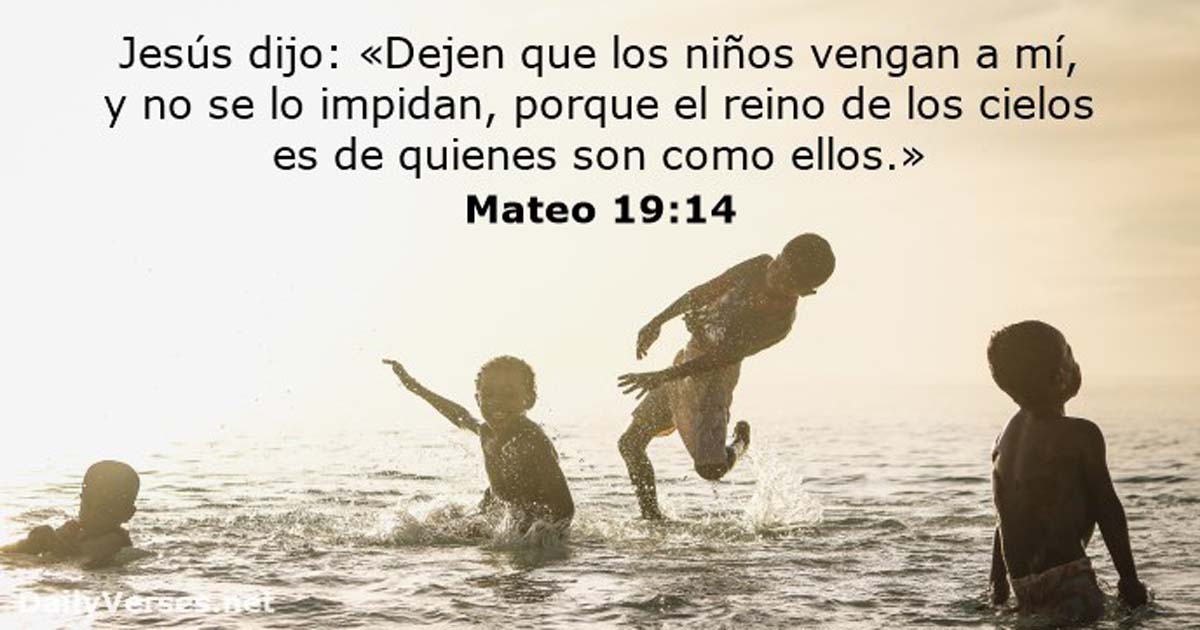 Jesús dijo: «Dejen que los niños vengan a mí,
y no se lo impidan, porque el reino de los cielos
es de quienes son como ellos.»
Mateo 19:14
DailyVerses.net